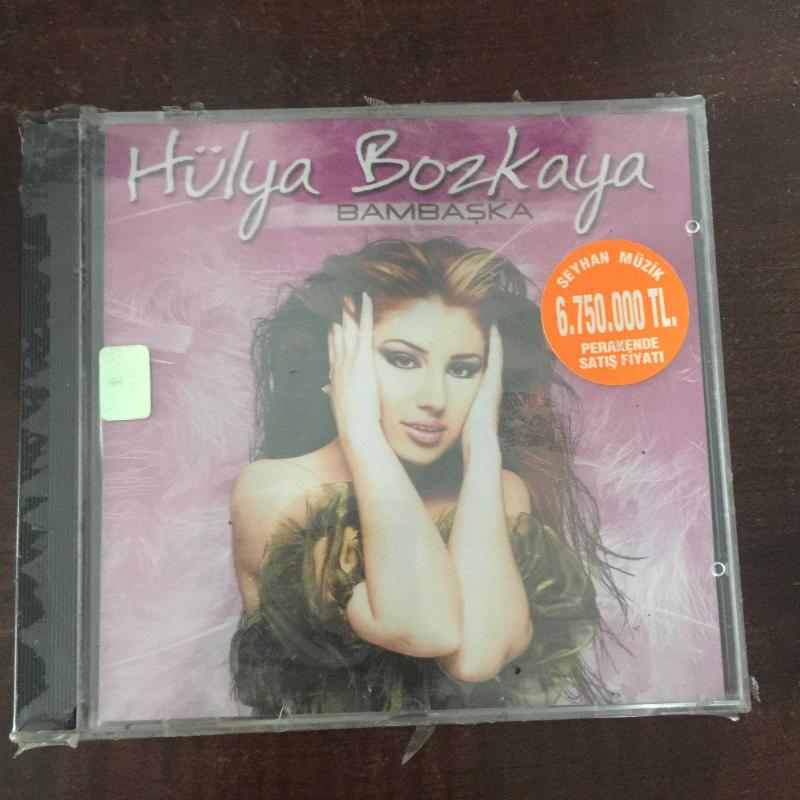 Hülya Bozkaya
BAMBAŞKA
SEYHAN MÜZİK
6.750.000 TL.
PERAKENDE
SATIŞ FİYATI